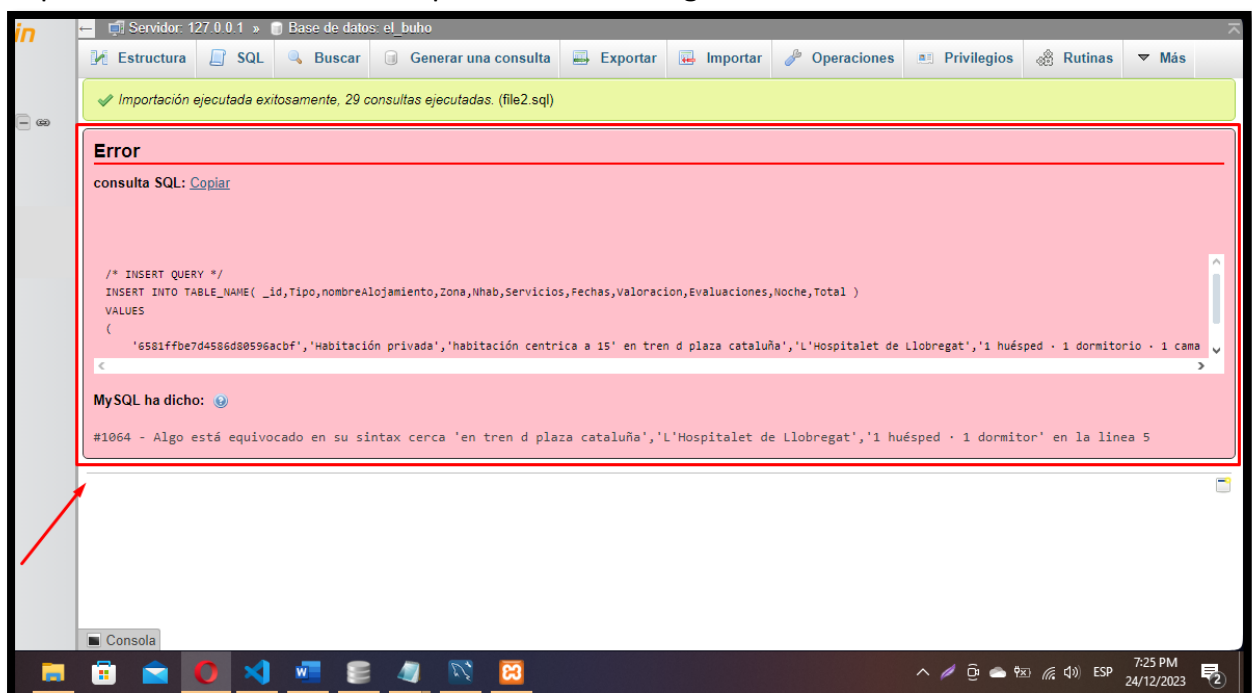 in
Servidor: 127.0.0.1 » Base de datos: el_buho
Estructura SQL Buscar Generar una consulta Exportar Importar Operaciones Privilegios Rutinas Más
Importación ejecutada exitosamente, 29 consultas ejecutadas. (file2.sql)
Error
consulta SQL: Copiar
/* INSERT QUERY */
INSERT INTO TABLE_NAME( _id,Tipo,nombreAlojamiento,Zona,Nhab,Servicios,Fechas,Valoracion,Evaluaciones,Noche,Total )
VALUES
(
'6581ffbe7d4586d80596acbf','Habitación privada','habitación centrica a 15' en tren d plaza cataluña','L'Hospitalet de Llobregat','1 huésped · 1 dormitorio · 1 cama
MySQL ha dicho:
#1064 - Algo está equivocado en su sintax cerca 'en tren d plaza cataluña','L'Hospitalet de Llobregat','1 huésped · 1 dormitor' en la linea 5
Consola
ESP
7:25 PM
24/12/2023
2